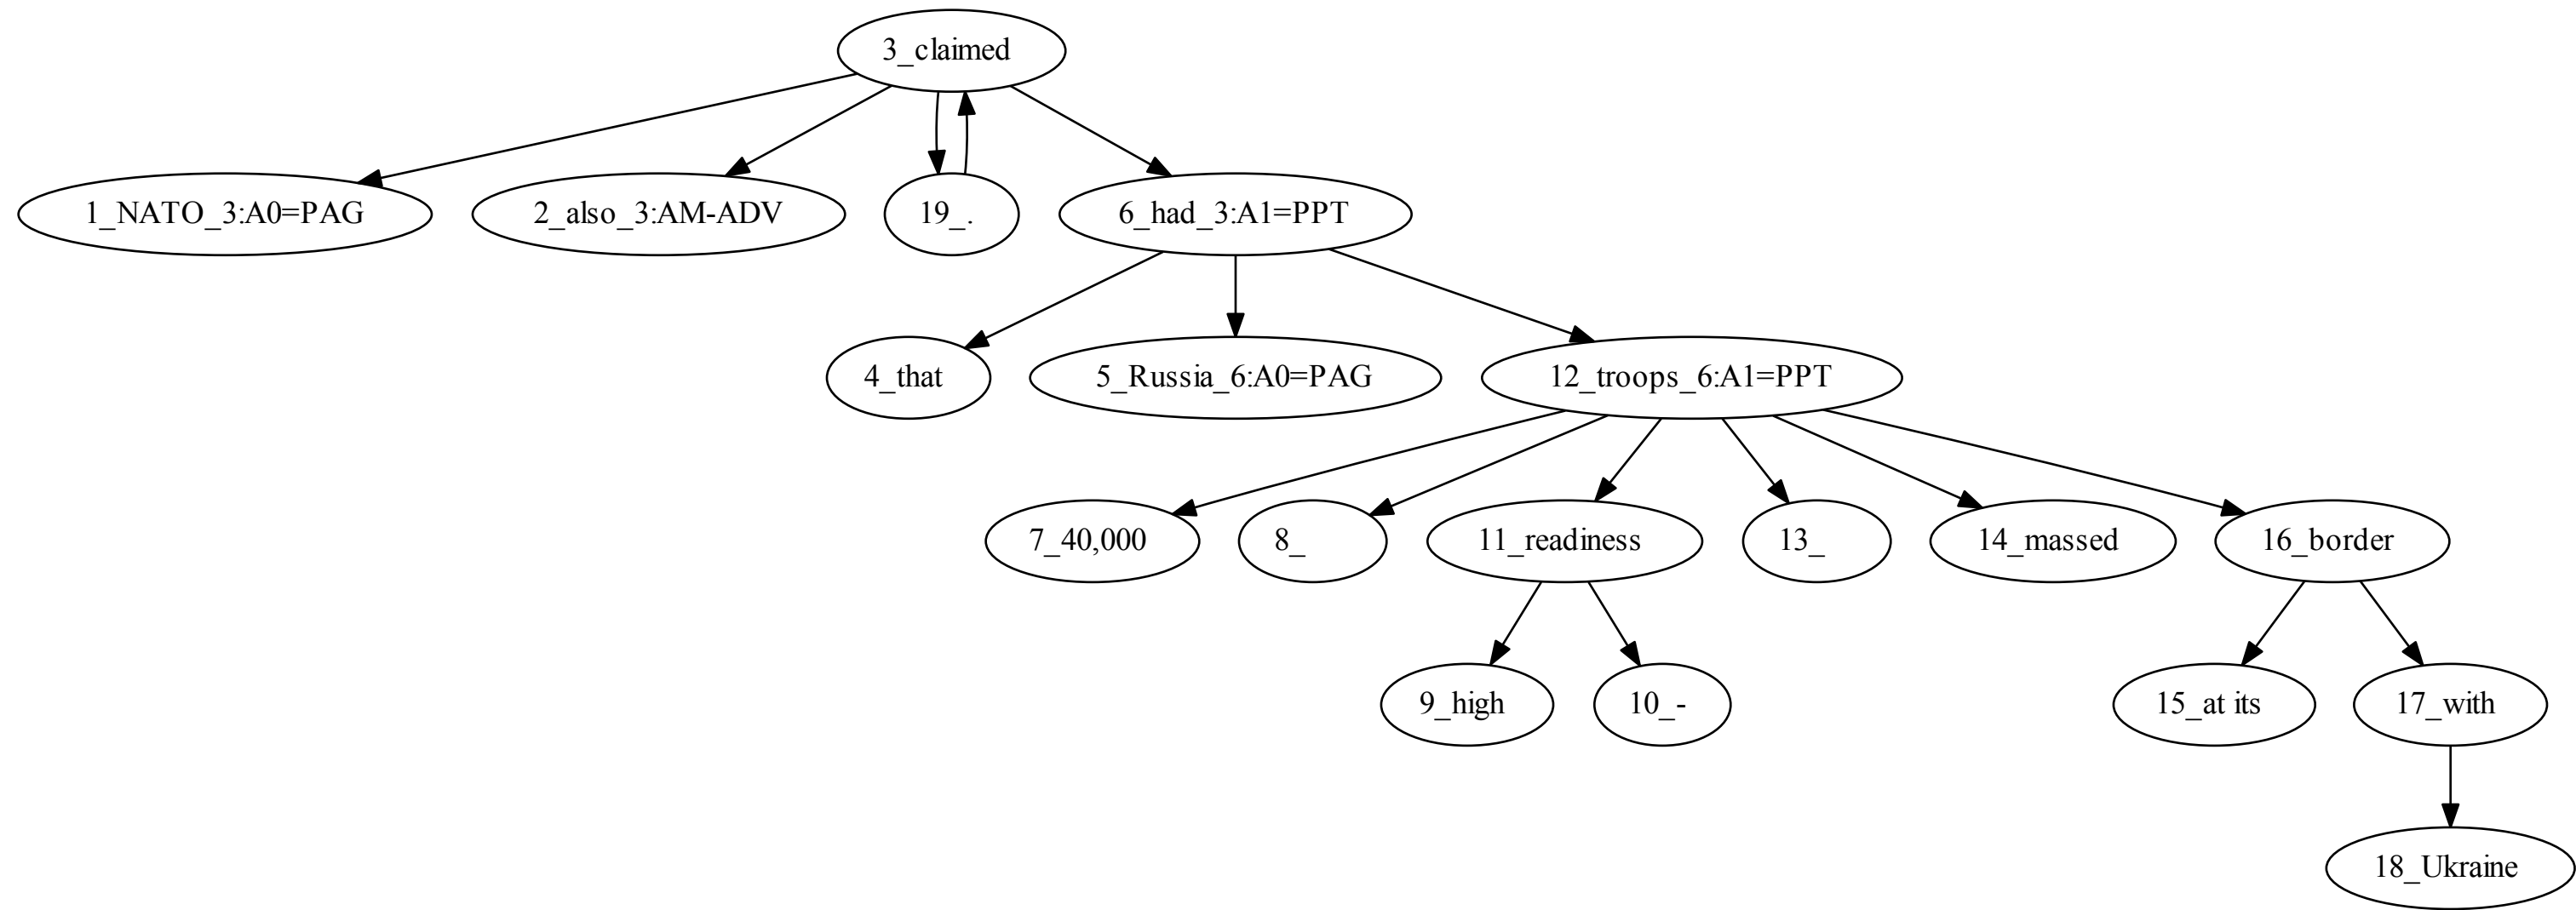 3_claimed
1_NATO_3:A0=PAG
2_also_3:AM-ADV
19_.
6_had_3:A1=PPT
4_that
5_Russia_6:A0=PAG
12_troops_6:A1=PPT
7_40,000
8_
11_readiness
13_
14_massed
16_border
9_high
10_-
15_at its
17_with
18_Ukraine